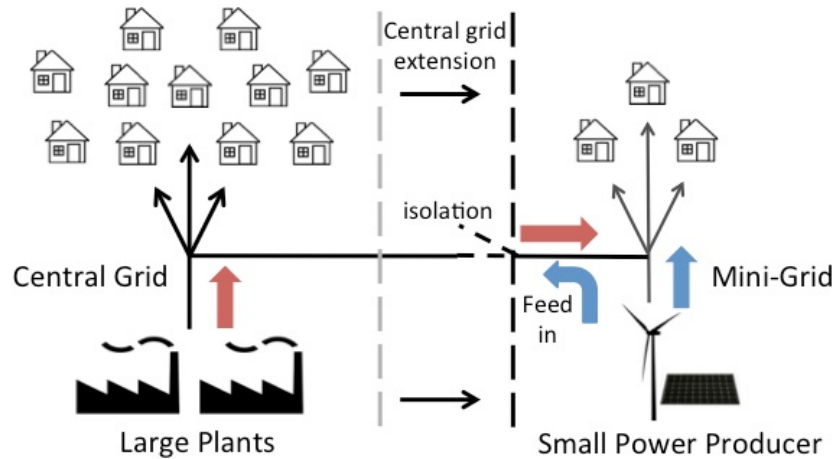 Central grid
extension
isolation
Central Grid
Feed
in
Mini-Grid
Large Plants
Small Power Producer